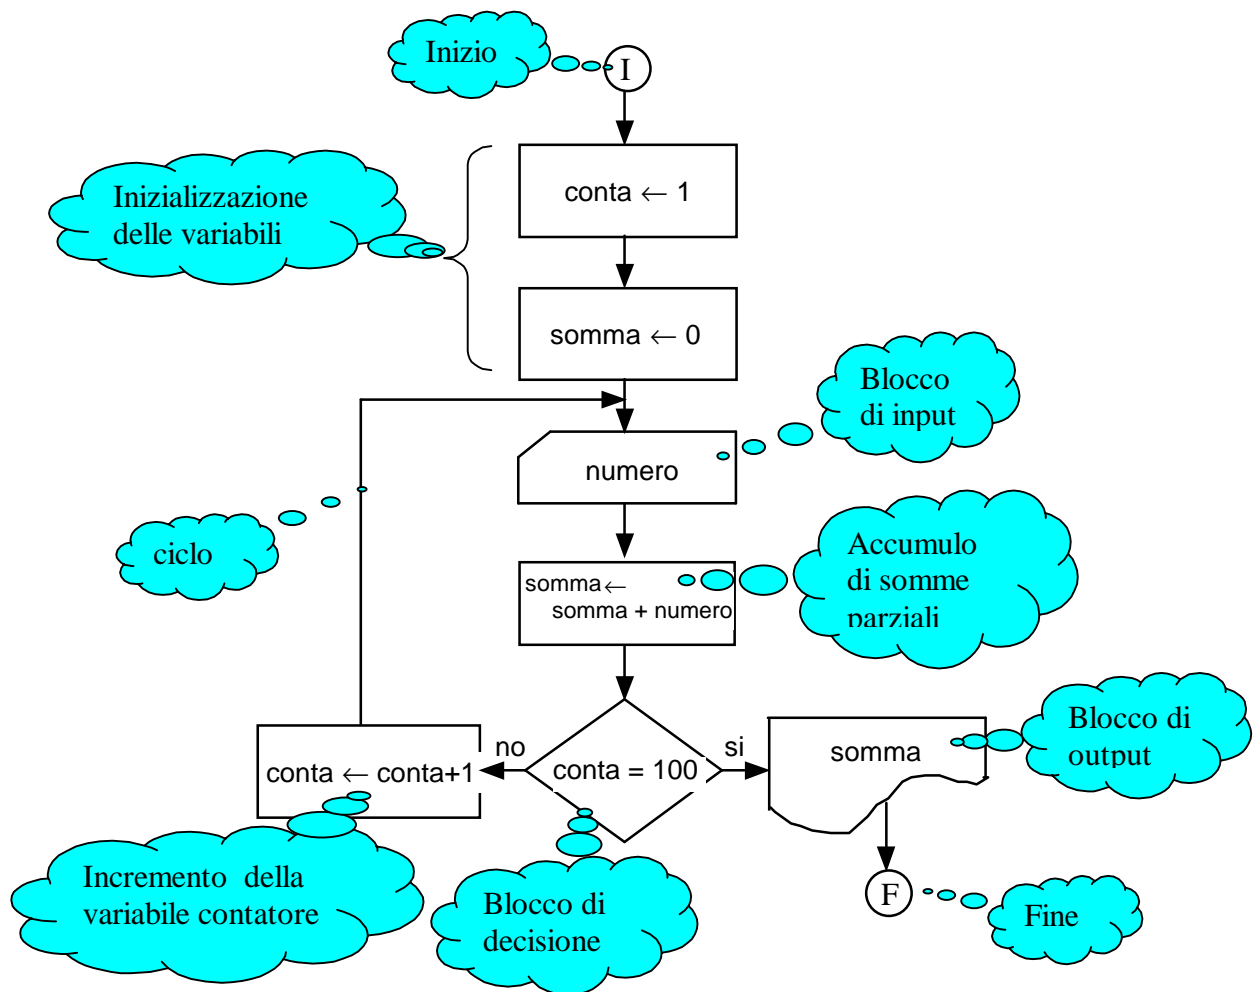 Inizio
I
Inizializzazione
delle variabili
conta ← 1
somma ← 0
Blocco
di input
numero
ciclo
Accumulo
di somme
parziali
somma←
somma + numero
Blocco di
output
no
si
somma
conta ← conta+1
conta = 100
Incremento della
variabile contatore
Blocco di
decisione
F
Fine